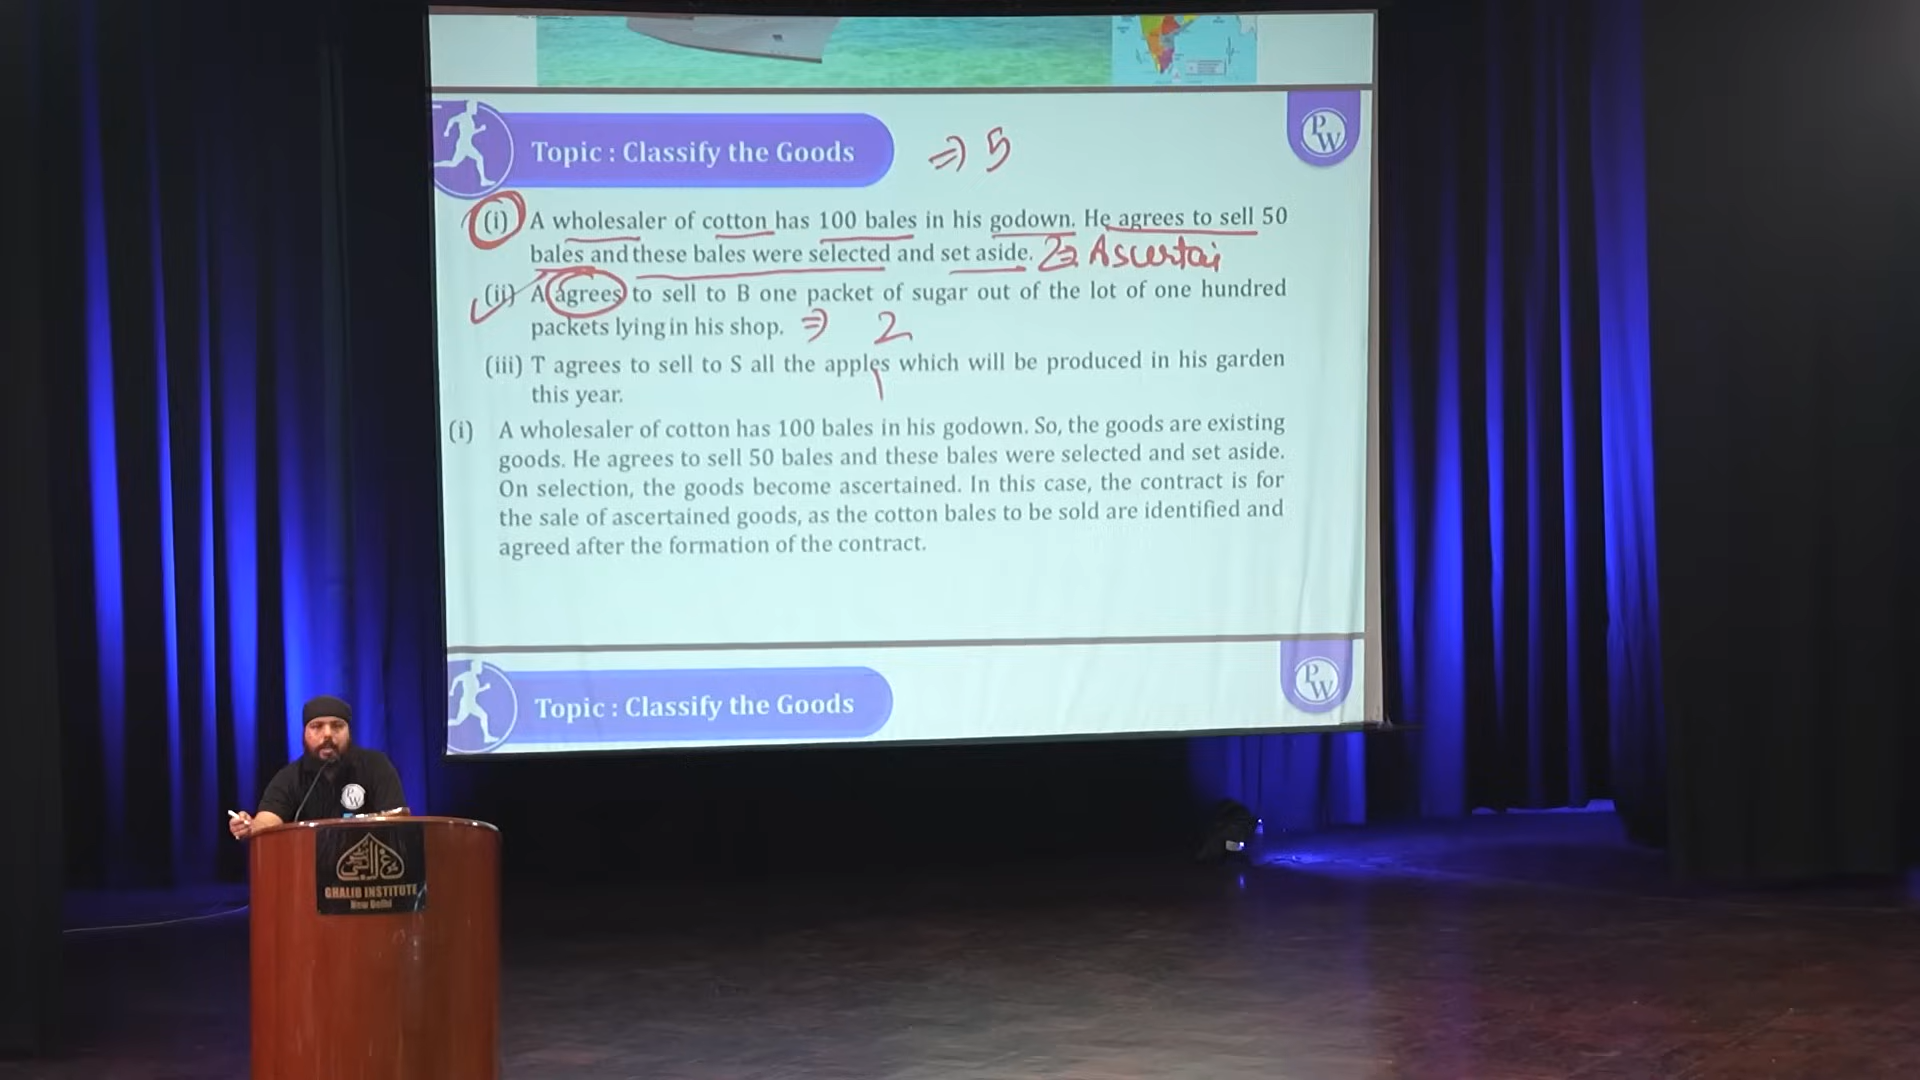 Topic : Classify the Goods ⇒ 5
PW
(i) A wholesaler of cotton has 100 bales in his godown. He agrees to sell 50
bales and these bales were selected and set aside. 2⇒ Ascertai
(ii) A agrees to sell to B one packet of sugar out of the lot of one hundred
packets lying in his shop. ⇒ 2
(iii) T agrees to sell to S all the apples which will be produced in his garden
this year.
(i) A wholesaler of cotton has 100 bales in his godown. So, the goods are existing
goods. He agrees to sell 50 bales and these bales were selected and set aside.
On selection, the goods become ascertained. In this case, the contract is for
the sale of ascertained goods, as the cotton bales to be sold are identified and
agreed after the formation of the contract.
Topic : Classify the Goods
PW
PW
GHALIB INSTITUTE
New Delhi